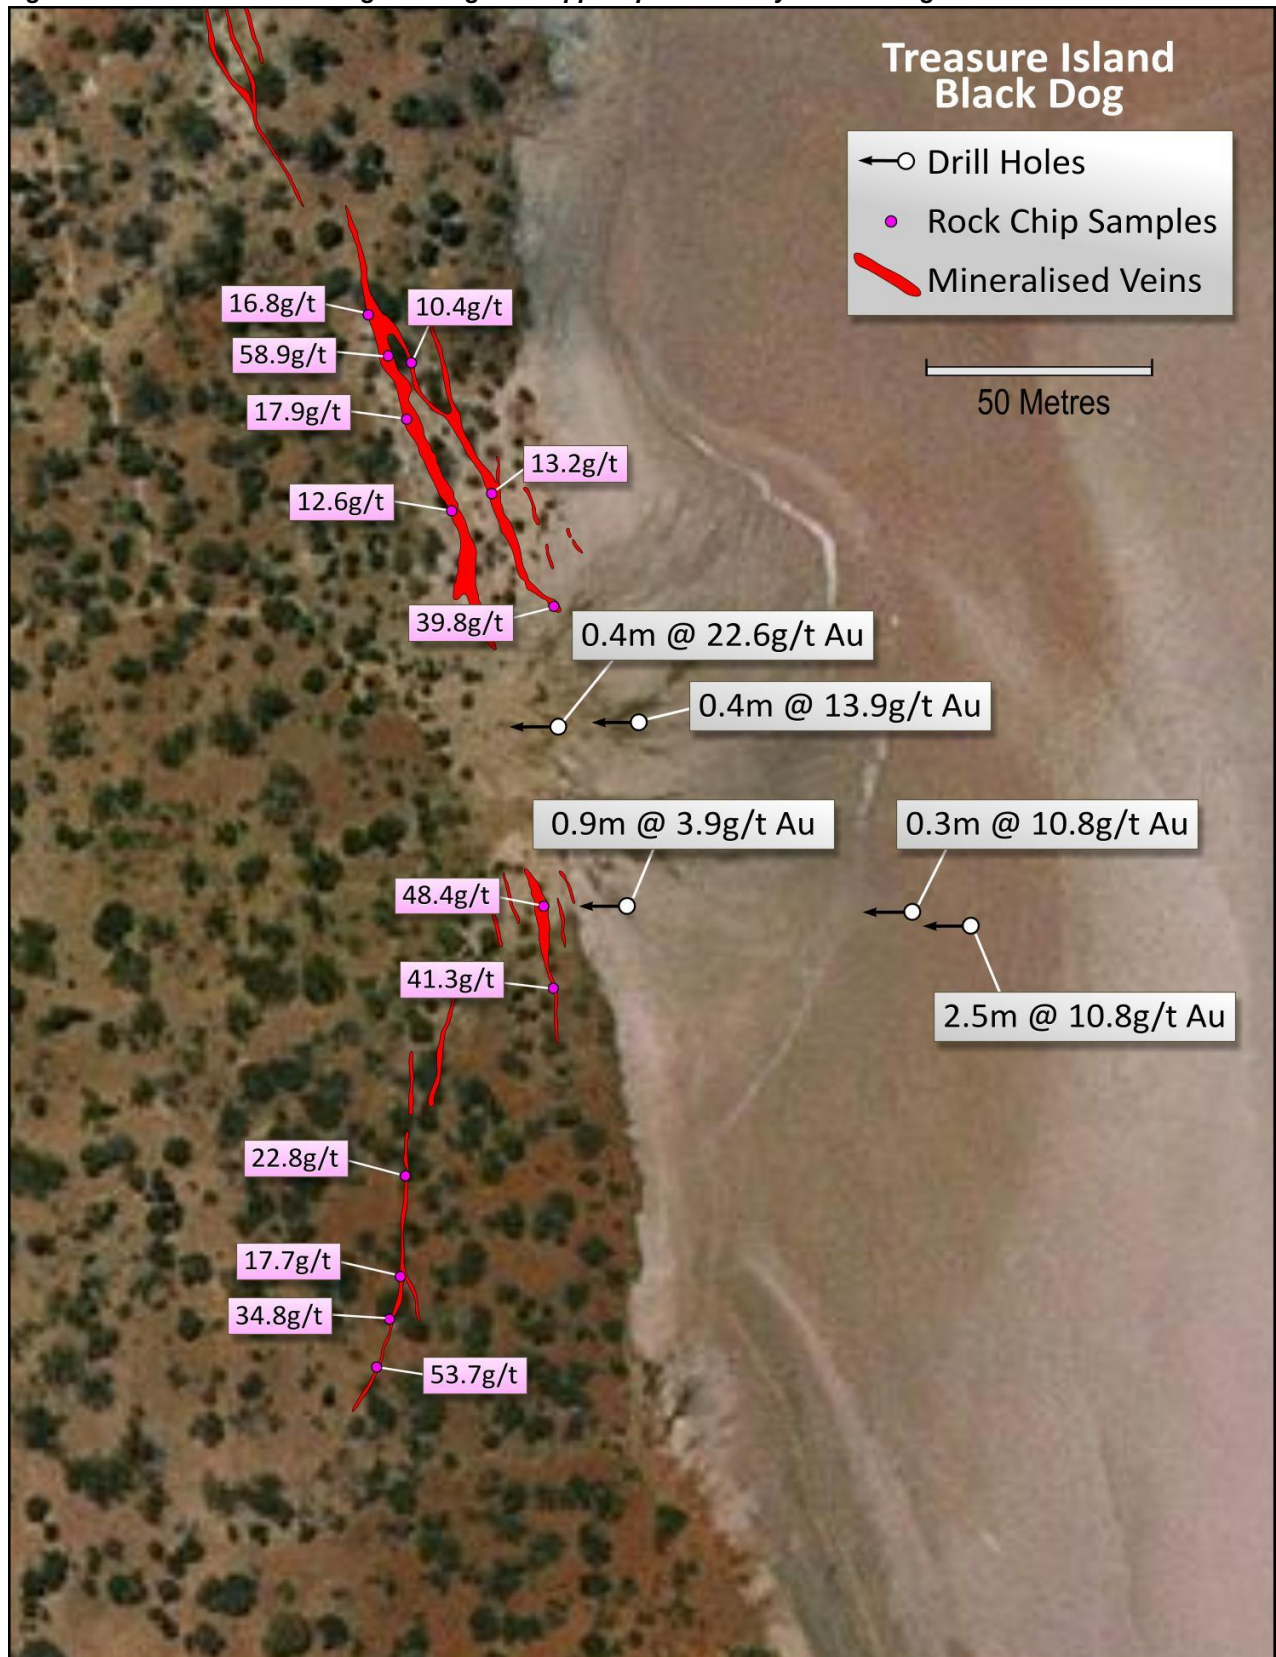 Treasure Island
Black Dog
Drill Holes
Rock Chip Samples
Mineralised Veins
50 Metres
16.8g/t
10.4g/t
58.9g/t
17.9g/t
13.2g/t
12.6g/t
39.8g/t
0.4m @ 22.6g/t Au
0.4m @ 13.9g/t Au
0.9m @ 3.9g/t Au
0.3m @ 10.8g/t Au
48.4g/t
41.3g/t
2.5m @ 10.8g/t Au
22.8g/t
17.7g/t
34.8g/t
53.7g/t